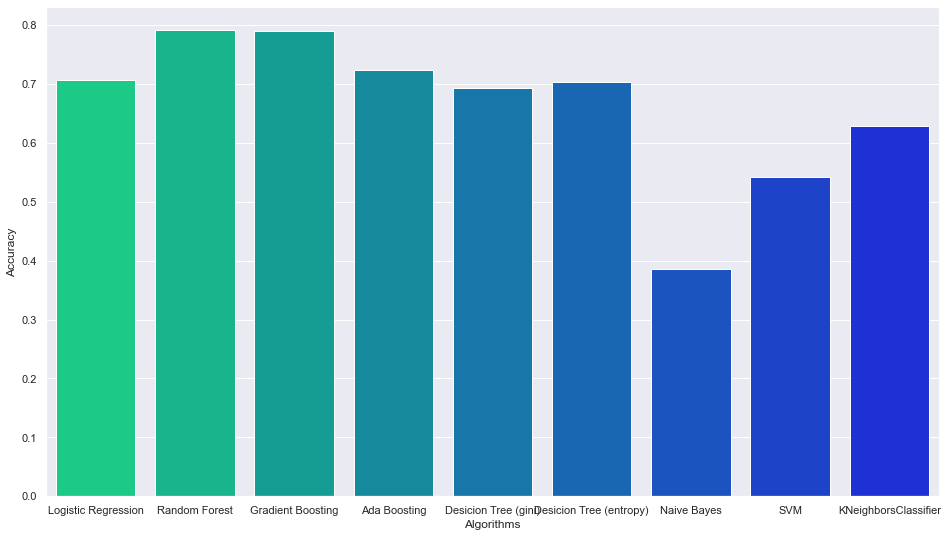 0.8
0.7
0.6
0.5
0.4
0.3
0.2
0.1
0.0
Accuracy
Logistic Regression
Random Forest
Gradient Boosting
Ada Boosting
Desicion Tree (gini)
Desicion Tree (entropy)
Naive Bayes
SVM
KNeighborsClassifier
Algorithms